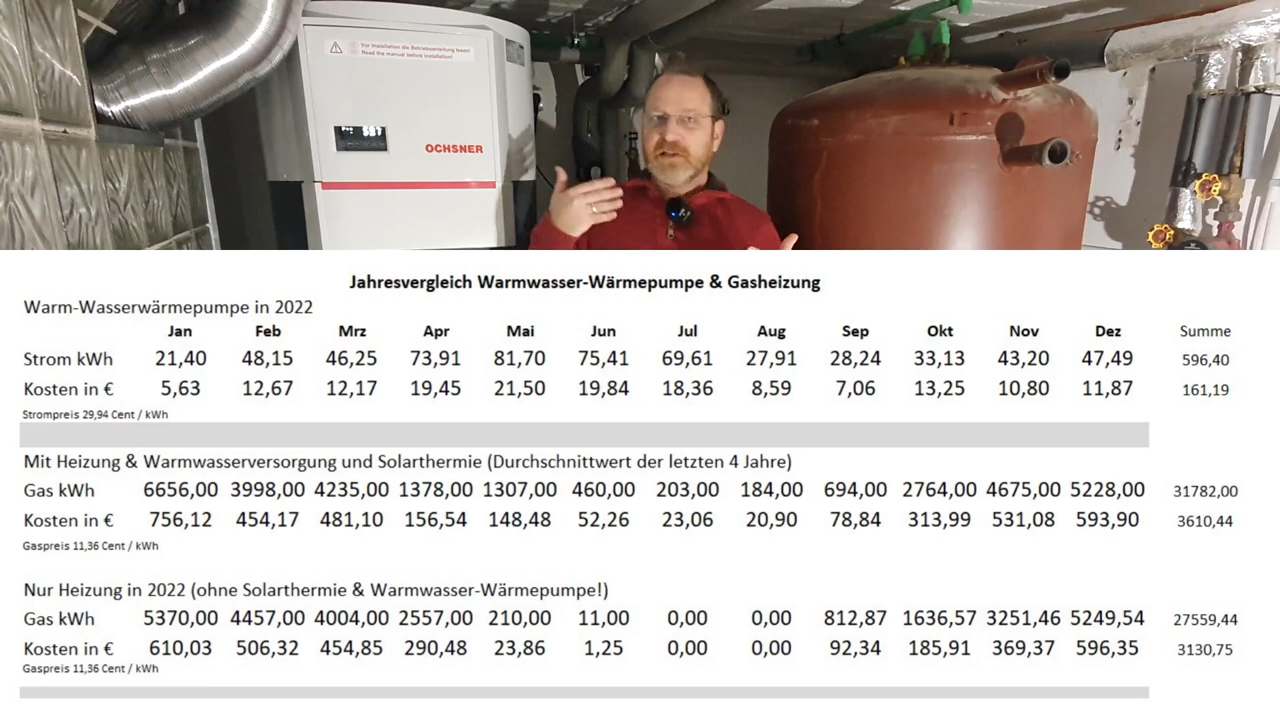 Vor Installation die Betriebsanleitung lesen!
Read the manual before installation!
OCHSNER
Jahresvergleich Warmwasser-Wärmepumpe & Gasheizung
Warm-Wasserwärmepumpe in 2022
Jan Feb Mrz Apr Mai Jun Jul Aug Sep Okt Nov Dez Summe
Strom kWh 21,40 48,15 46,25 73,91 81,70 75,41 69,61 27,91 28,24 33,13 43,20 47,49 596,40
Kosten in € 5,63 12,67 12,17 19,45 21,50 19,84 18,36 8,59 7,06 13,25 10,80 11,87 161,19
Strompreis 29,94 Cent / kWh
Mit Heizung & Warmwasserversorgung und Solarthermie (Durchschnittwert der letzten 4 Jahre)
Gas kWh 6656,00 3998,00 4235,00 1378,00 1307,00 460,00 203,00 184,00 694,00 2764,00 4675,00 5228,00 31782,00
Kosten in € 756,12 454,17 481,10 156,54 148,48 52,26 23,06 20,90 78,84 313,99 531,08 593,90 3610,44
Gaspreis 11,36 Cent / kWh
Nur Heizung in 2022 (ohne Solarthermie & Warmwasser-Wärmepumpe!)
Gas kWh 5370,00 4457,00 4004,00 2557,00 210,00 11,00 0,00 0,00 812,87 1636,57 3251,46 5249,54 27559,44
Kosten in € 610,03 506,32 454,85 290,48 23,86 1,25 0,00 0,00 92,34 185,91 369,37 596,35 3130,75
Gaspreis 11,36 Cent / kWh